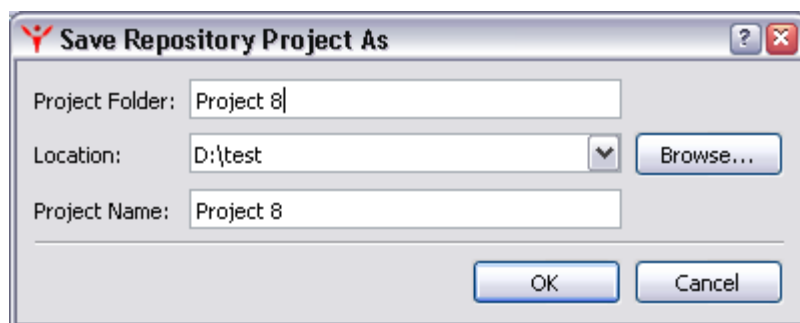 Save Repository Project As
?
Project Folder: Project 8
Location: D:\test Browse...
Project Name: Project 8
OK Cancel